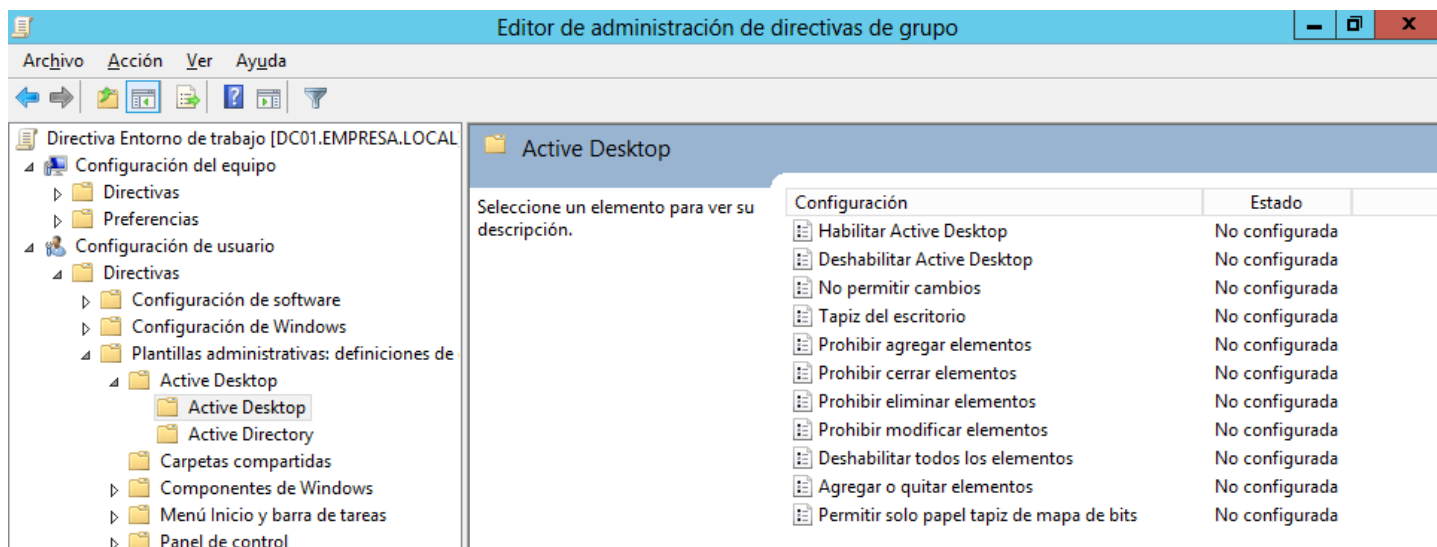 Editor de administración de directivas de grupo
Archivo Acción Ver Ayuda
Directiva Entorno de trabajo [DC01.EMPRESA.LOCAL
Configuración del equipo
Directivas
Preferencias
Configuración de usuario
Directivas
Configuración de software
Configuración de Windows
Plantillas administrativas: definiciones de
Active Desktop
Active Desktop
Active Directory
Carpetas compartidas
Componentes de Windows
Menú Inicio y barra de tareas
Panel de control
Active Desktop
Seleccione un elemento para ver su
descripción.
Configuración Estado
Habilitar Active Desktop No configurada
Deshabilitar Active Desktop No configurada
No permitir cambios No configurada
Tapiz del escritorio No configurada
Prohibir agregar elementos No configurada
Prohibir cerrar elementos No configurada
Prohibir eliminar elementos No configurada
Prohibir modificar elementos No configurada
Deshabilitar todos los elementos No configurada
Agregar o quitar elementos No configurada
Permitir solo papel tapiz de mapa de bits No configurada